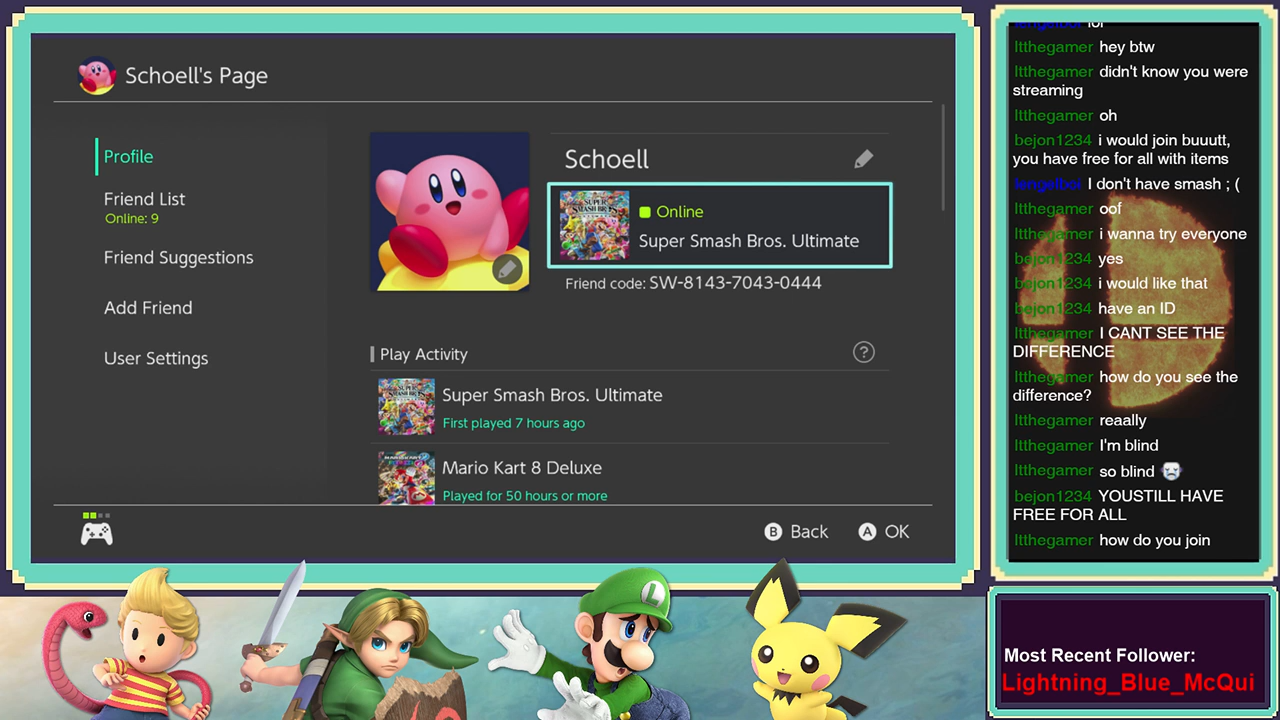 Schoell's Page
Profile
Friend List
Online: 9
Friend Suggestions
Add Friend
User Settings
Schoell
Online
Super Smash Bros. Ultimate
Friend code: SW-8143-7043-0444
Play Activity
?
Super Smash Bros. Ultimate
First played 7 hours ago
Mario Kart 8 Deluxe
Played for 50 hours or more
B Back
A OK
lengelboi lol
ltthegamer hey btw
ltthegamer didn't know you were
streaming
ltthegamer oh
bejon1234 i would join buuutt,
you have free for all with items
lengelboi I don't have smash ; (
ltthegamer oof
ltthegamer i wanna try everyone
bejon1234 yes
bejon1234 i would like that
bejon1234 have an ID
ltthegamer I CANT SEE THE
DIFFERENCE
ltthegamer how do you see the
difference?
ltthegamer reaally
ltthegamer I'm blind
ltthegamer so blind
bejon1234 YOUSTILL HAVE
FREE FOR ALL
ltthegamer how do you join
Most Recent Follower:
Lightning_Blue_McQui
L